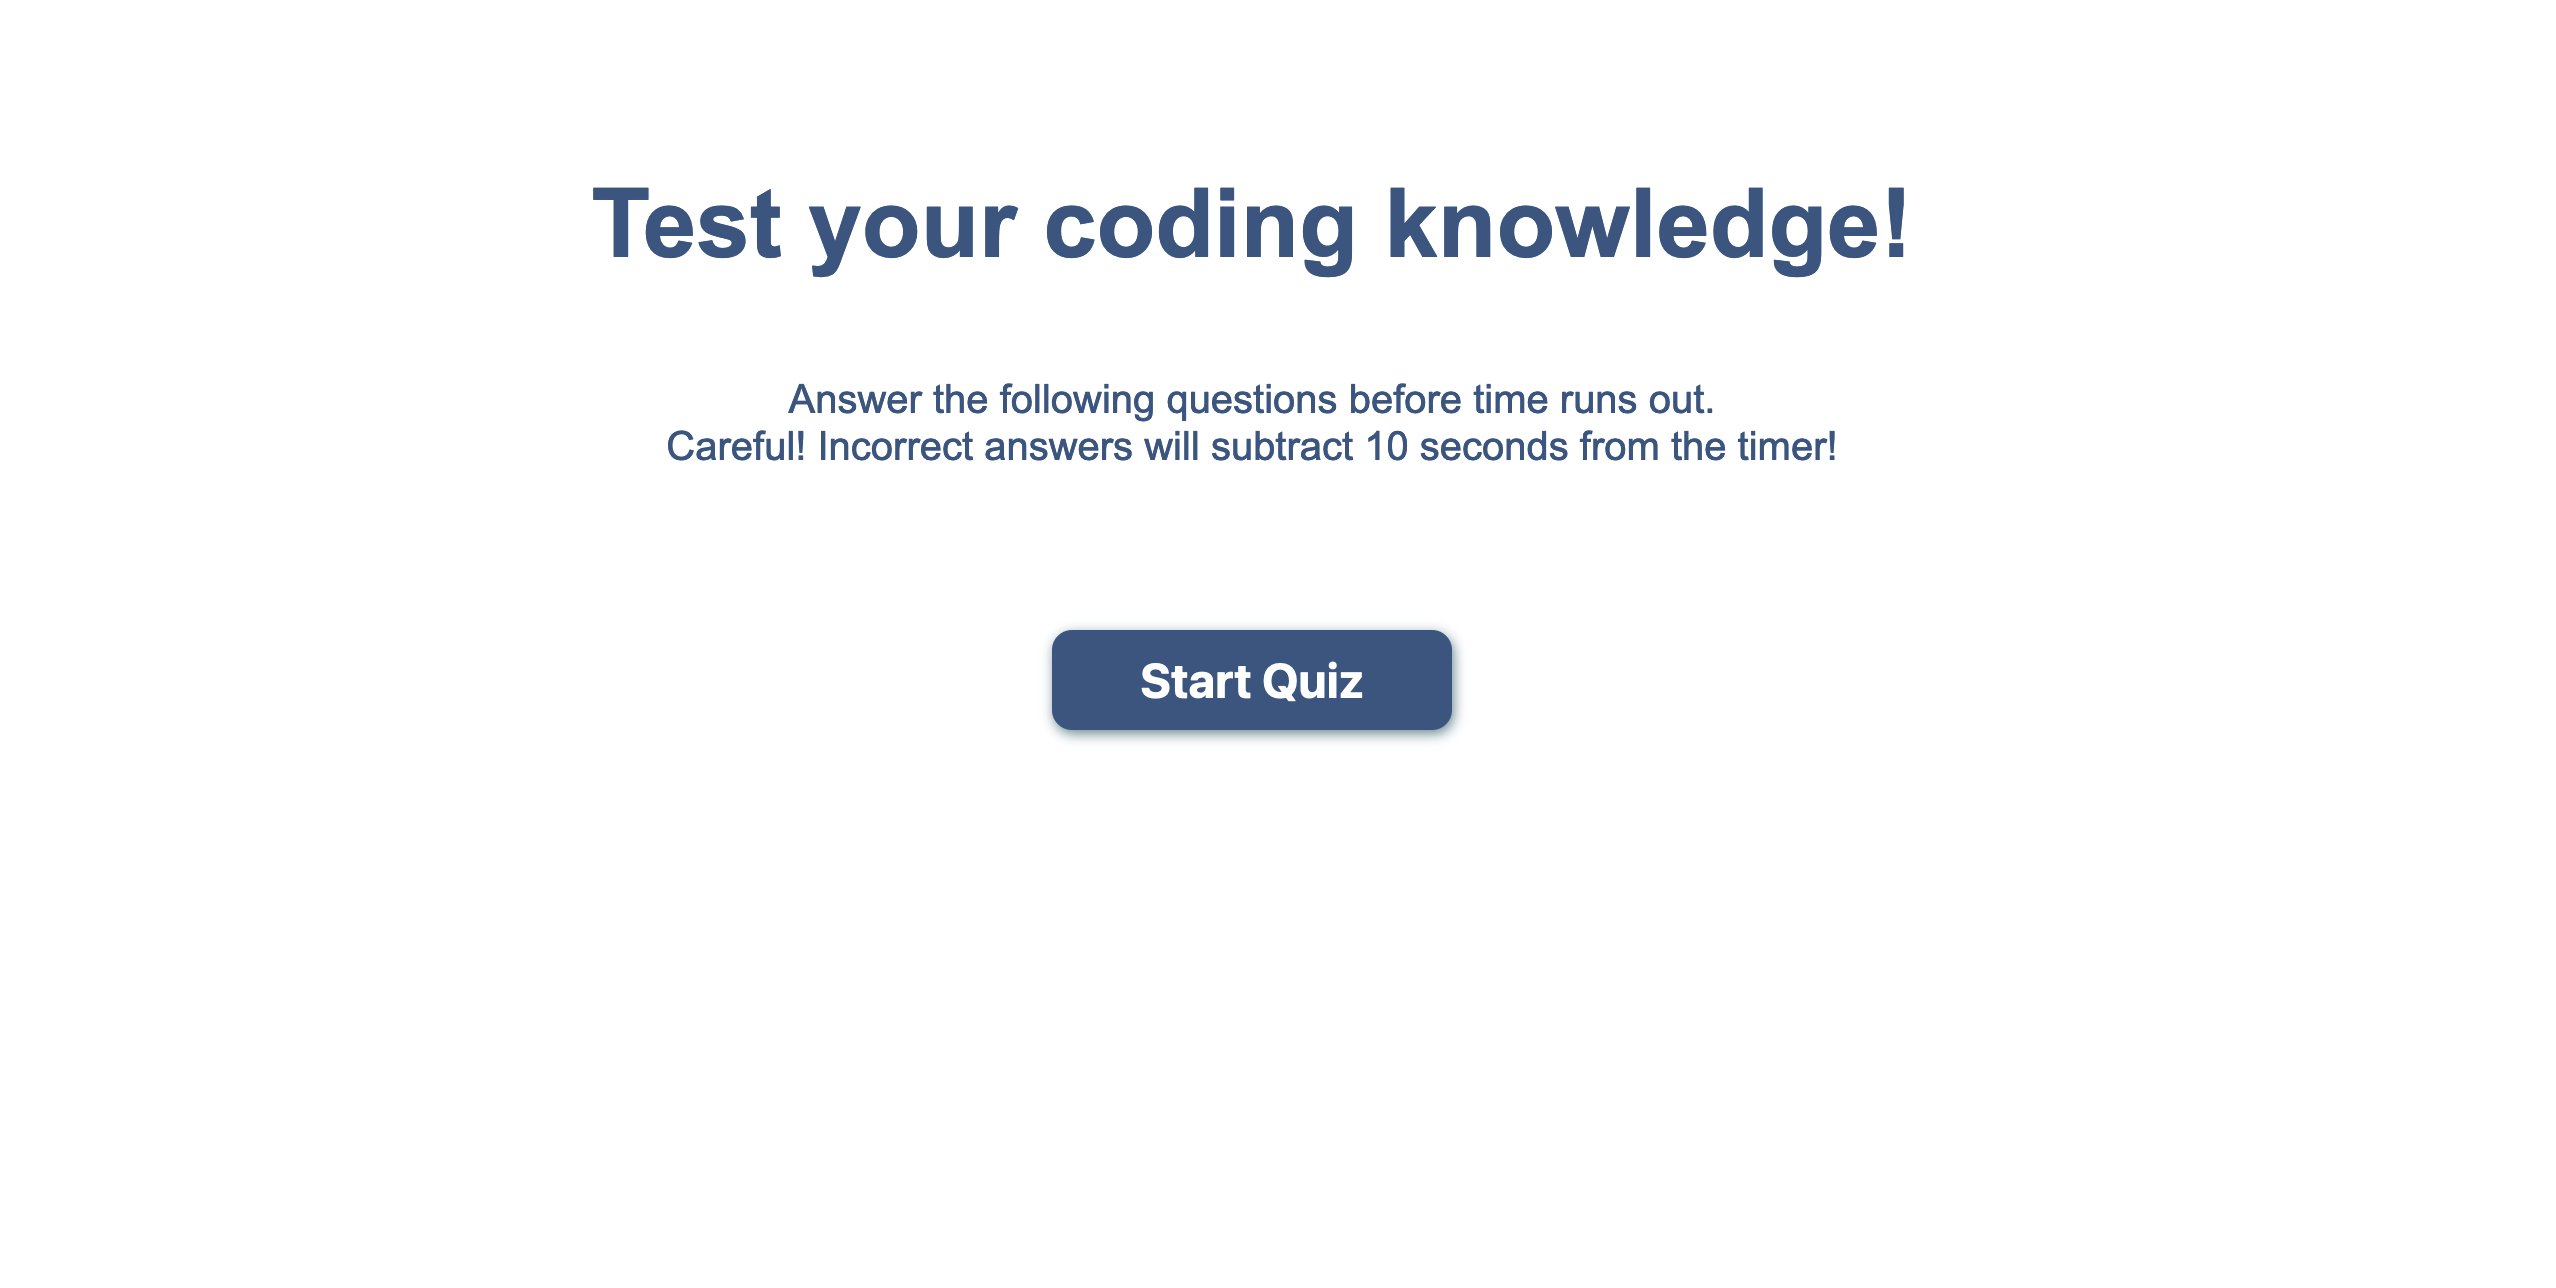 Test your coding knowledge!
Answer the following questions before time runs out.
Careful! Incorrect answers will subtract 10 seconds from the timer!
Start Quiz